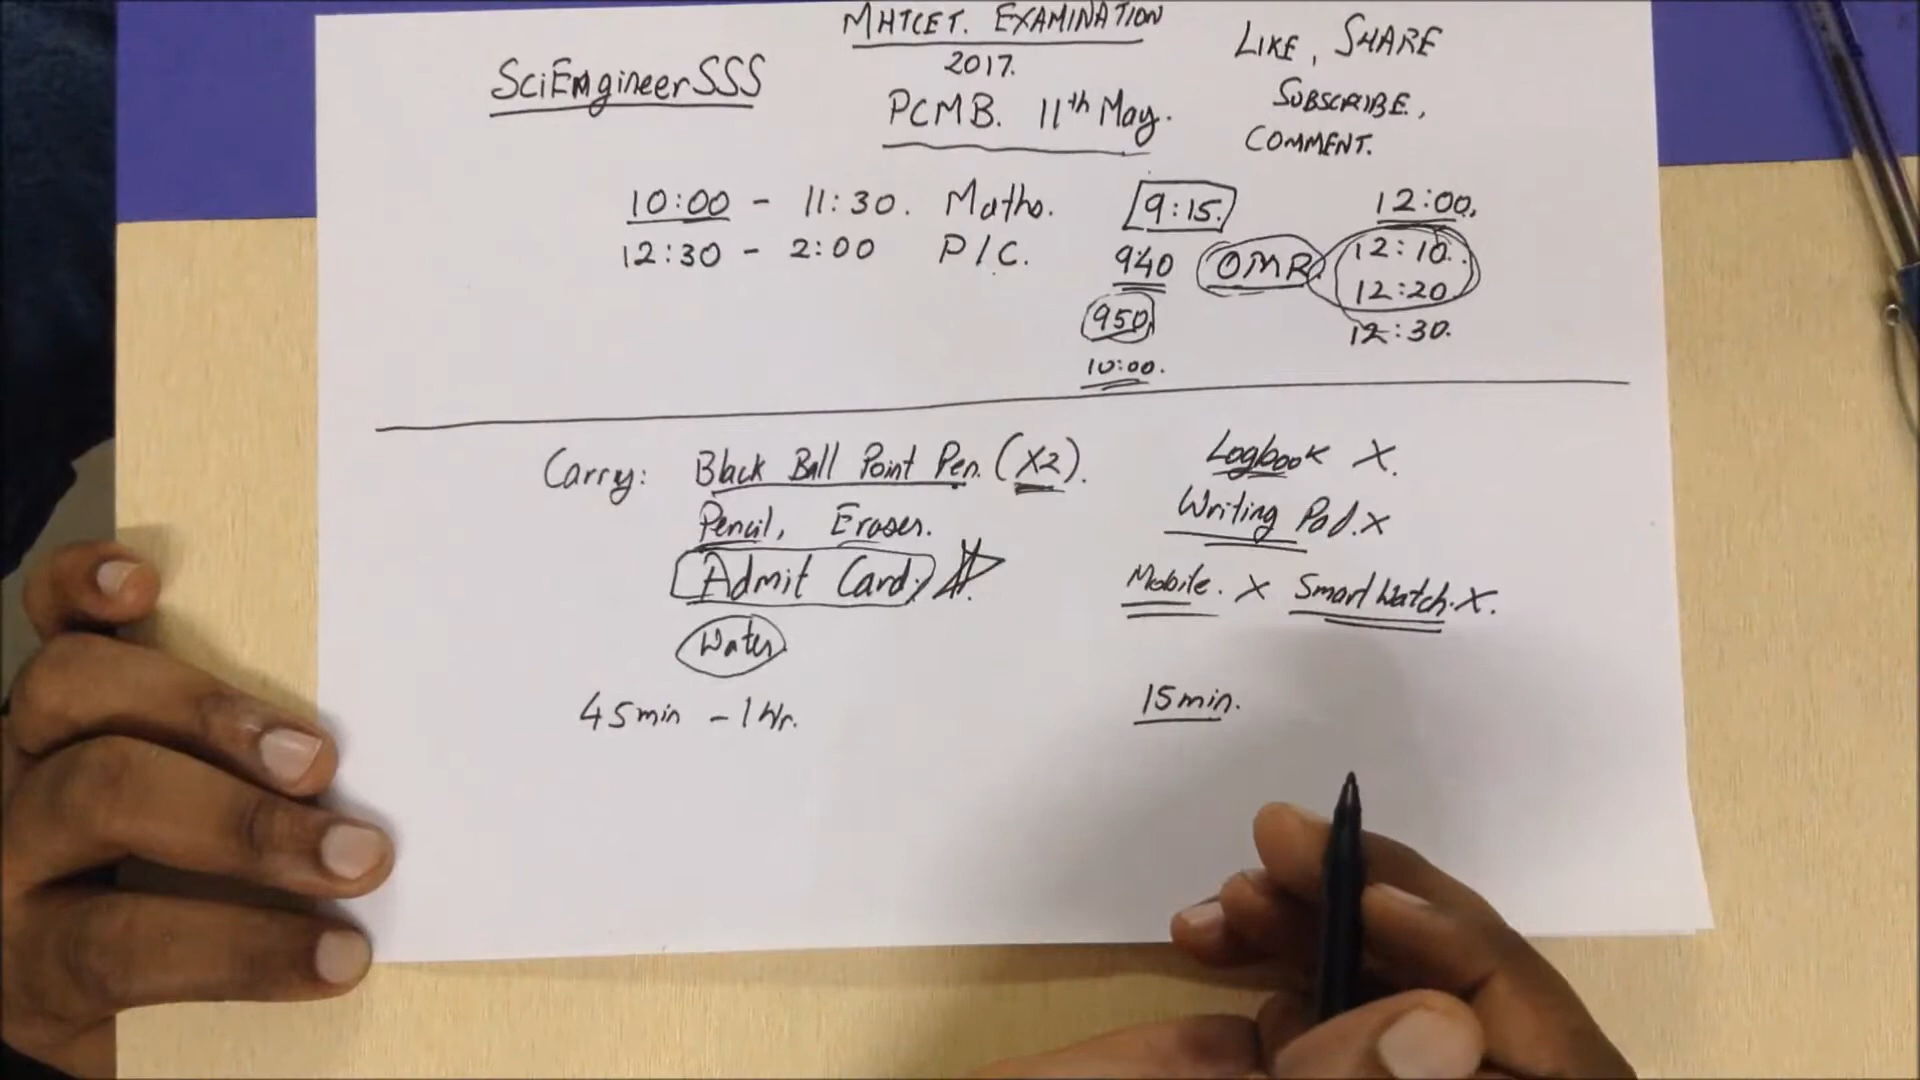 MHTCET. EXAMINATION
2017.
SciEngineerSSS
PCMB. 11th May.
LIKE, SHARE
SUBSCRIBE,
COMMENT.
10:00 - 11:30. Maths.
12:30 - 2:00 P/C.
9:15.
940 OMR
950
10:00.
12:00.
12:10.
12:20
12:30.
Carry: Black Ball Point Pen. (X2).
Pencil, Eraser.
Admit Card.
Water
45min - 1Hr.
Logbook X.
Writing Pad. X
Mobile. X Smart Watch. X.
15min.